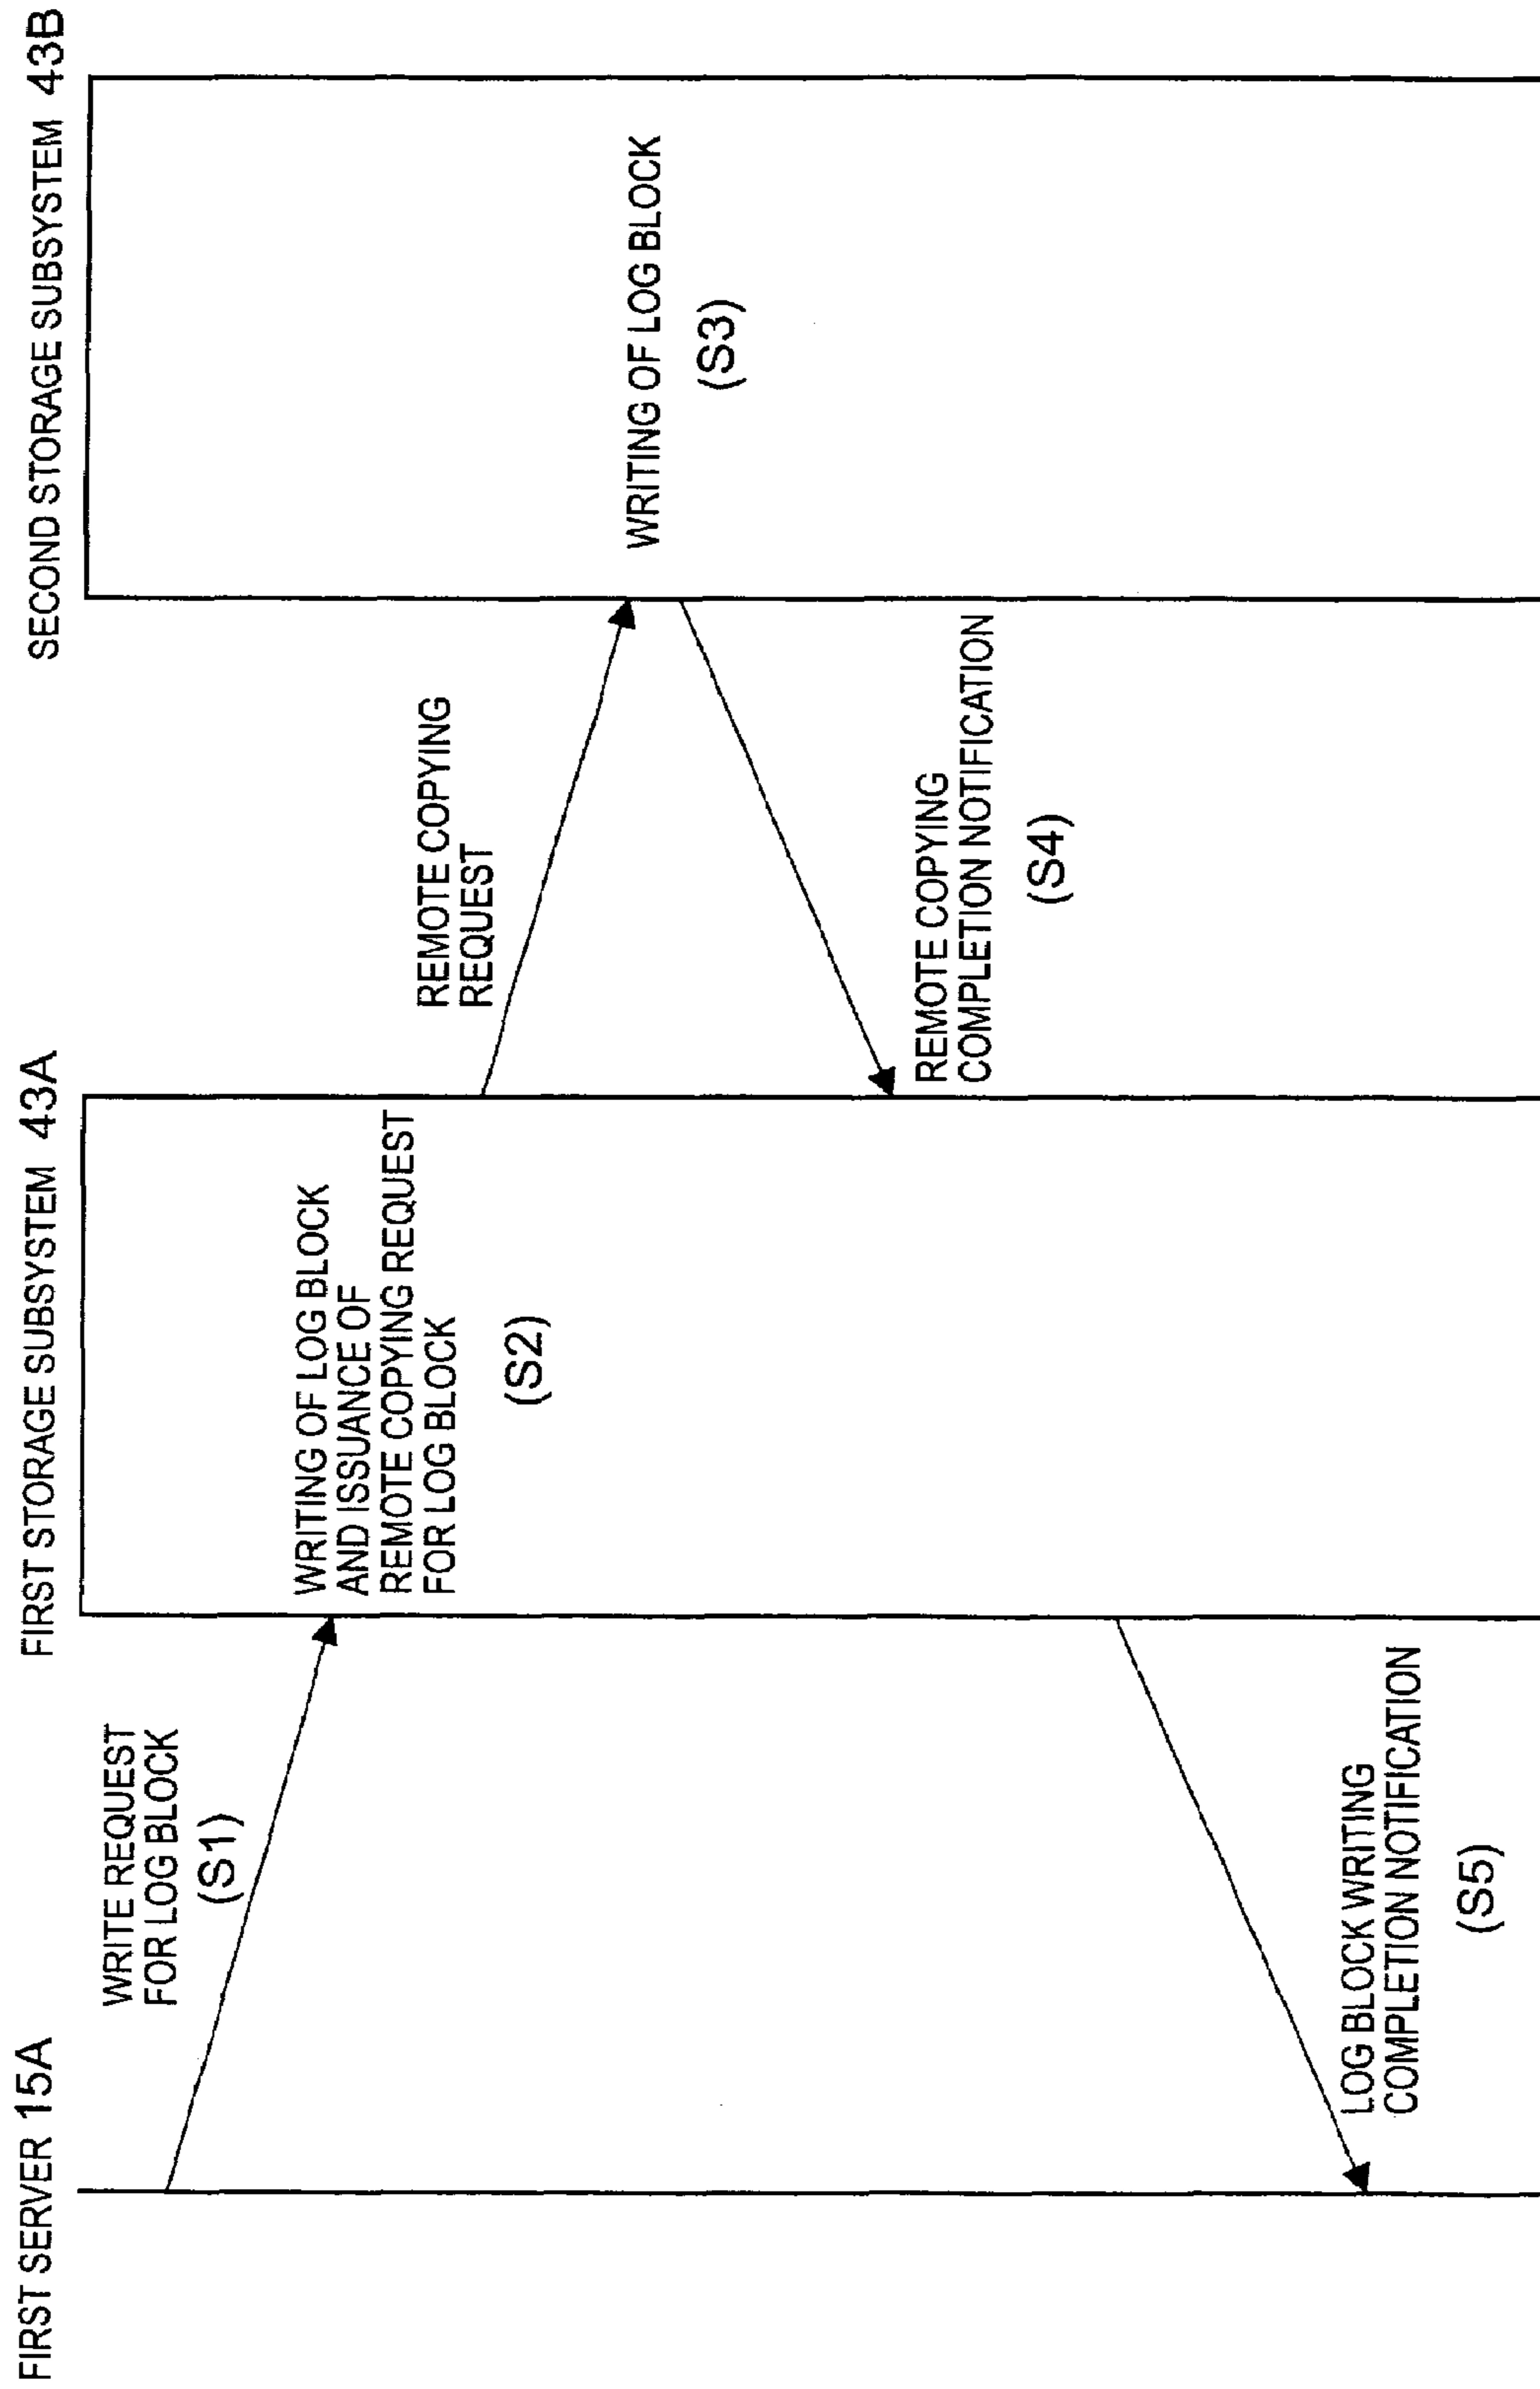 FIRST SERVER 15A
FIRST STORAGE SUBSYSTEM 43A
SECOND STORAGE SUBSYSTEM 43B
WRITE REQUEST
FOR LOG BLOCK
(S1)
WRITING OF LOG BLOCK
AND ISSUANCE OF
REMOTE COPYING REQUEST
FOR LOG BLOCK
(S2)
REMOTE COPYING
REQUEST
WRITING OF LOG BLOCK
(S3)
REMOTE COPYING
COMPLETION NOTIFICATION
(S4)
LOG BLOCK WRITING
COMPLETION NOTIFICATION
(S5)